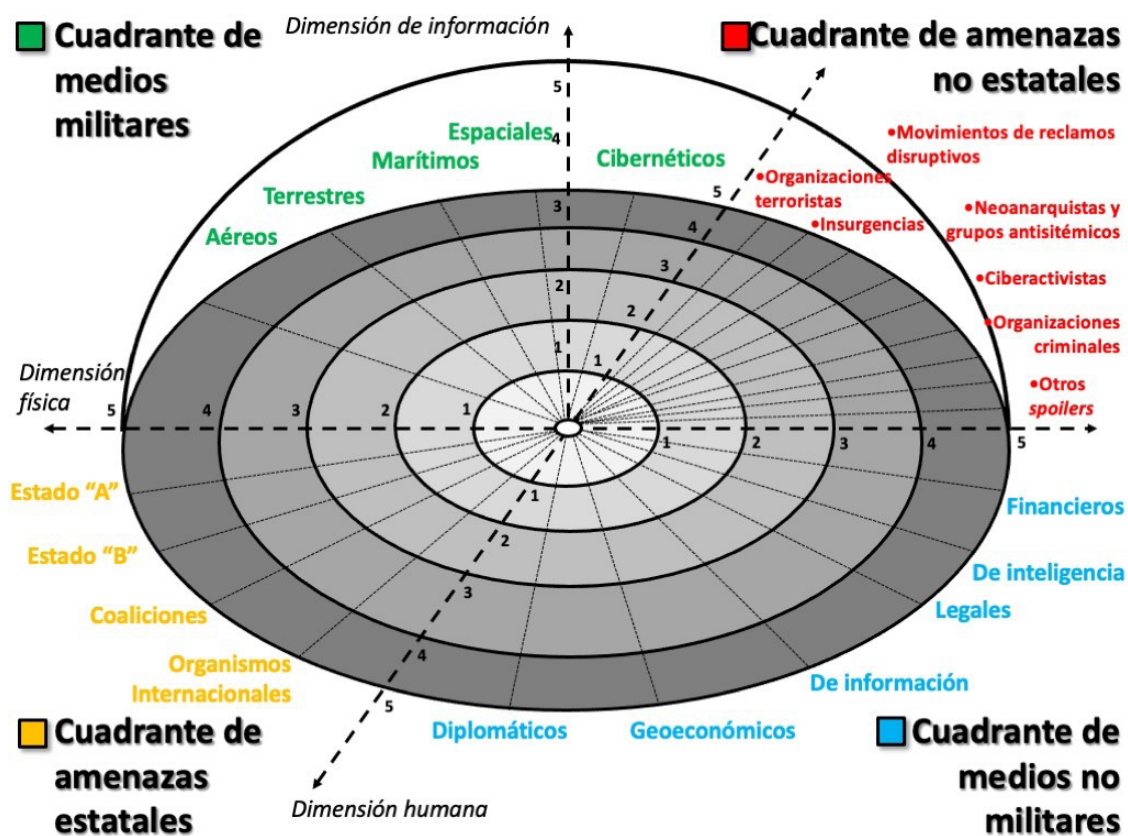 Cuadrante de
medios
militares
Dimensión de información
Cuadrante de amenazas
no estatales
Espaciales
Marítimos
Terrestres
Aéreos
Cibernéticos
•Movimientos de reclamos
disruptivos
•Organizaciones
terroristas
•Insurgencias
•Neoanarquistas y
grupos antisitémicos
•Ciberactivistas
•Organizaciones
criminales
•Otros
spoilers
5
4
3
2
1
5
4
3
2
1
Dimensión
física
5
4
3
2
1
1
2
3
4
5
1
2
3
4
5
Estado “A”
Estado “B”
Coaliciones
Organismos
Internacionales
Financieros
De inteligencia
Legales
De información
Diplomáticos
Geoeconómicos
Cuadrante de
amenazas
estatales
Dimensión humana
Cuadrante de
medios no
militares